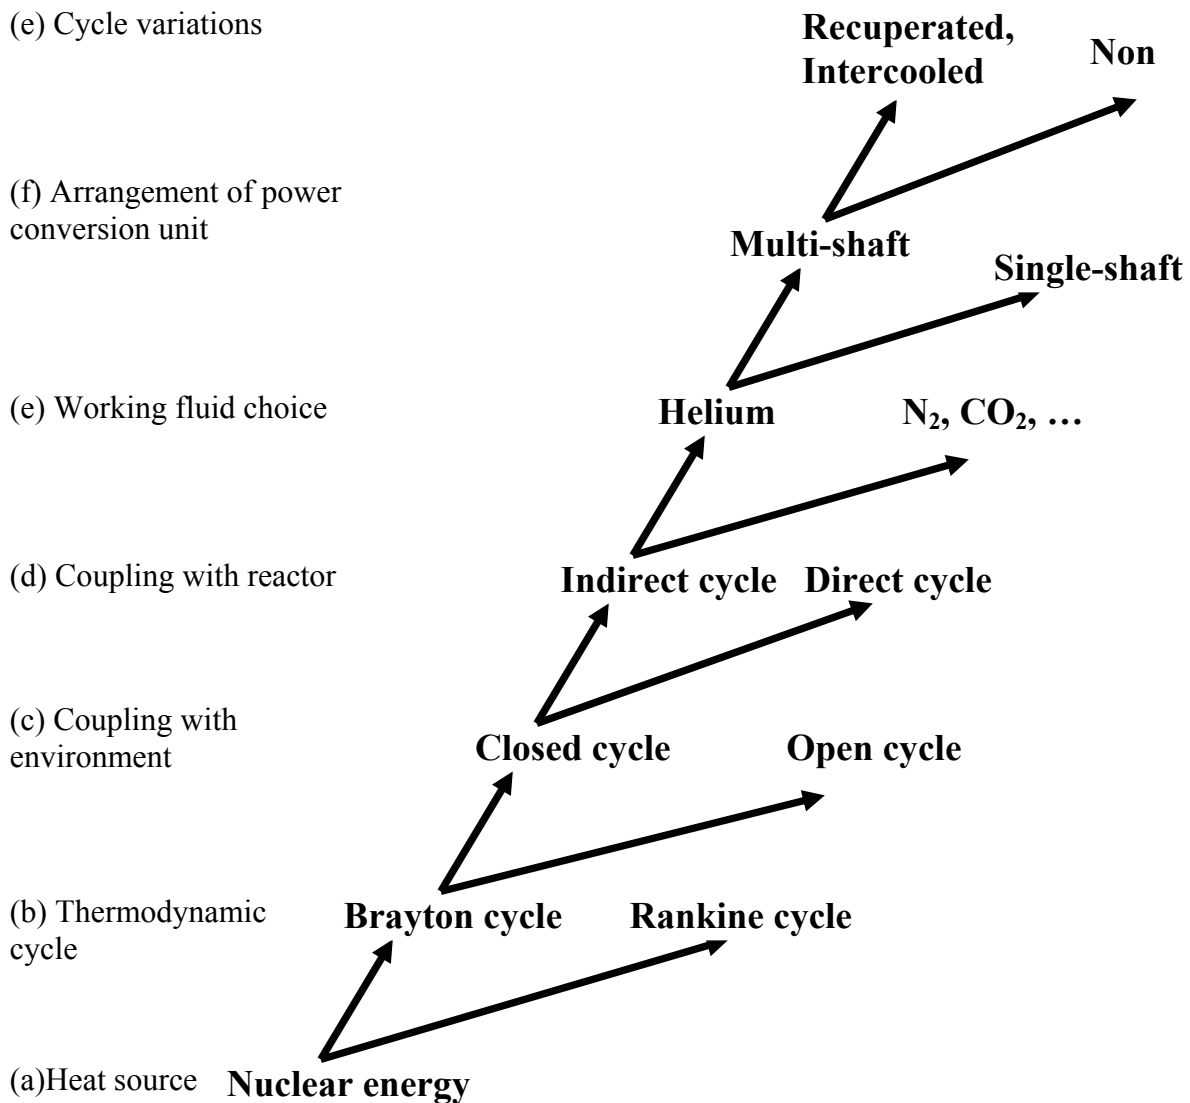 (e) Cycle variations
Recuperated,
Intercooled
Non
(f) Arrangement of power
conversion unit
Multi-shaft
Single-shaft
(e) Working fluid choice
Helium
N₂, CO₂, …
(d) Coupling with reactor
Indirect cycle
Direct cycle
(c) Coupling with
environment
Closed cycle
Open cycle
(b) Thermodynamic
cycle
Brayton cycle
Rankine cycle
(a)Heat source
Nuclear energy